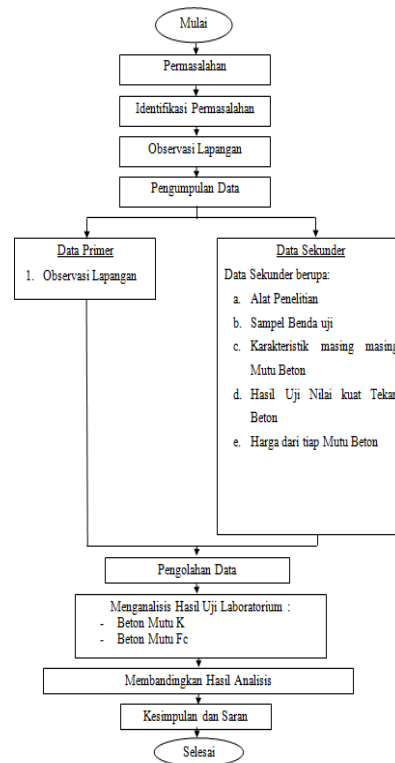 Mulai
Permasalahan
Identifikasi Permasalahan
Observasi Lapangan
Pengumpulan Data
Data Primer
1. Observasi Lapangan
Data Sekunder
Data Sekunder berupa:
a. Alat Penelitian
b. Sampel Benda uji
c. Karakteristik masing masing
Mutu Beton
d. Hasil Uji Nilai kuat Tekan
Beton
e. Harga dari tiap Mutu Beton
Pengolahan Data
Menganalisis Hasil Uji Laboratorium :
- Beton Mutu K
- Beton Mutu Fc
Membandingkan Hasil Analisis
Kesimpulan dan Saran
Selesai